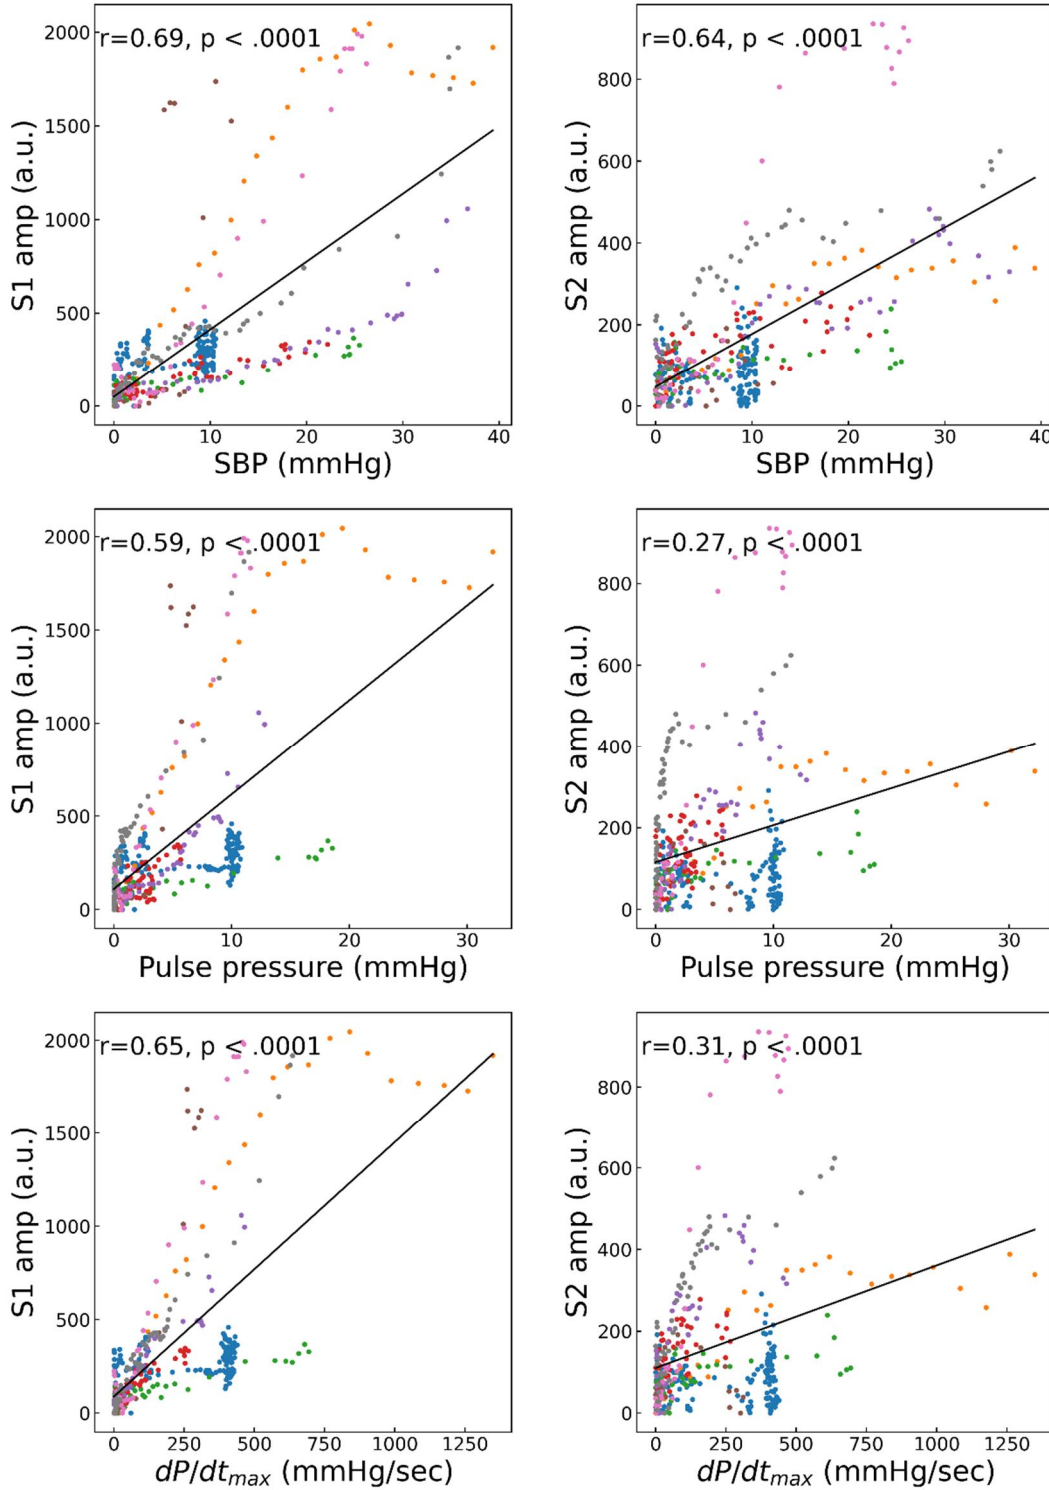 r=0.69, p < .0001
2000
1500
1000
500
0
S1 amp (a.u.)
0 10 20 30 40
SBP (mmHg)
r=0.64, p < .0001
800
600
400
200
0
S2 amp (a.u.)
0 10 20 30 40
SBP (mmHg)
r=0.59, p < .0001
2000
1500
1000
500
0
S1 amp (a.u.)
0 10 20 30
Pulse pressure (mmHg)
r=0.27, p < .0001
800
600
400
200
0
S2 amp (a.u.)
0 10 20 30
Pulse pressure (mmHg)
r=0.65, p < .0001
2000
1500
1000
500
0
S1 amp (a.u.)
0 250 500 750 1000 1250
dP/dtmax (mmHg/sec)
r=0.31, p < .0001
800
600
400
200
0
S2 amp (a.u.)
0 250 500 750 1000 1250
dP/dtmax (mmHg/sec)